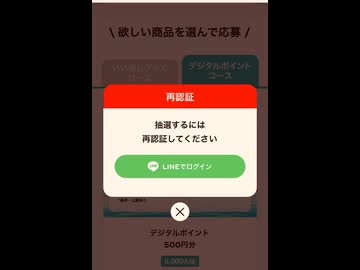 \ 欲しい商品を選んで応募 /
デジタルポイント
コース
再認証
抽選するには
再認証してください
LINE LINEでログイン
デジタルポイント
500円分